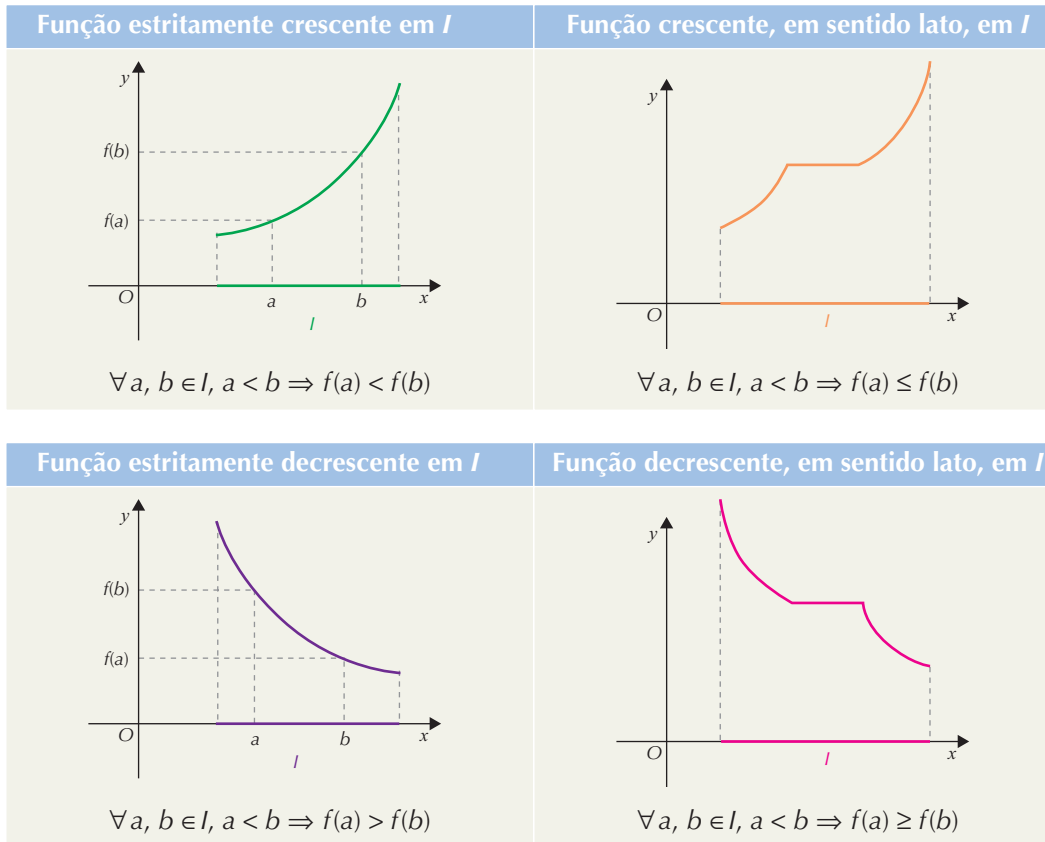 Função estritamente crescente em I
y
f(b)
f(a)
O
a
b
x
I
∀ a, b ∈ I, a < b ⇒ f(a) < f(b)
Função crescente, em sentido lato, em I
y
O
x
I
∀ a, b ∈ I, a < b ⇒ f(a) ≤ f(b)
Função estritamente decrescente em I
y
f(b)
f(a)
O
a
b
x
I
∀ a, b ∈ I, a < b ⇒ f(a) > f(b)
Função decrescente, em sentido lato, em I
y
O
x
I
∀ a, b ∈ I, a < b ⇒ f(a) ≥ f(b)